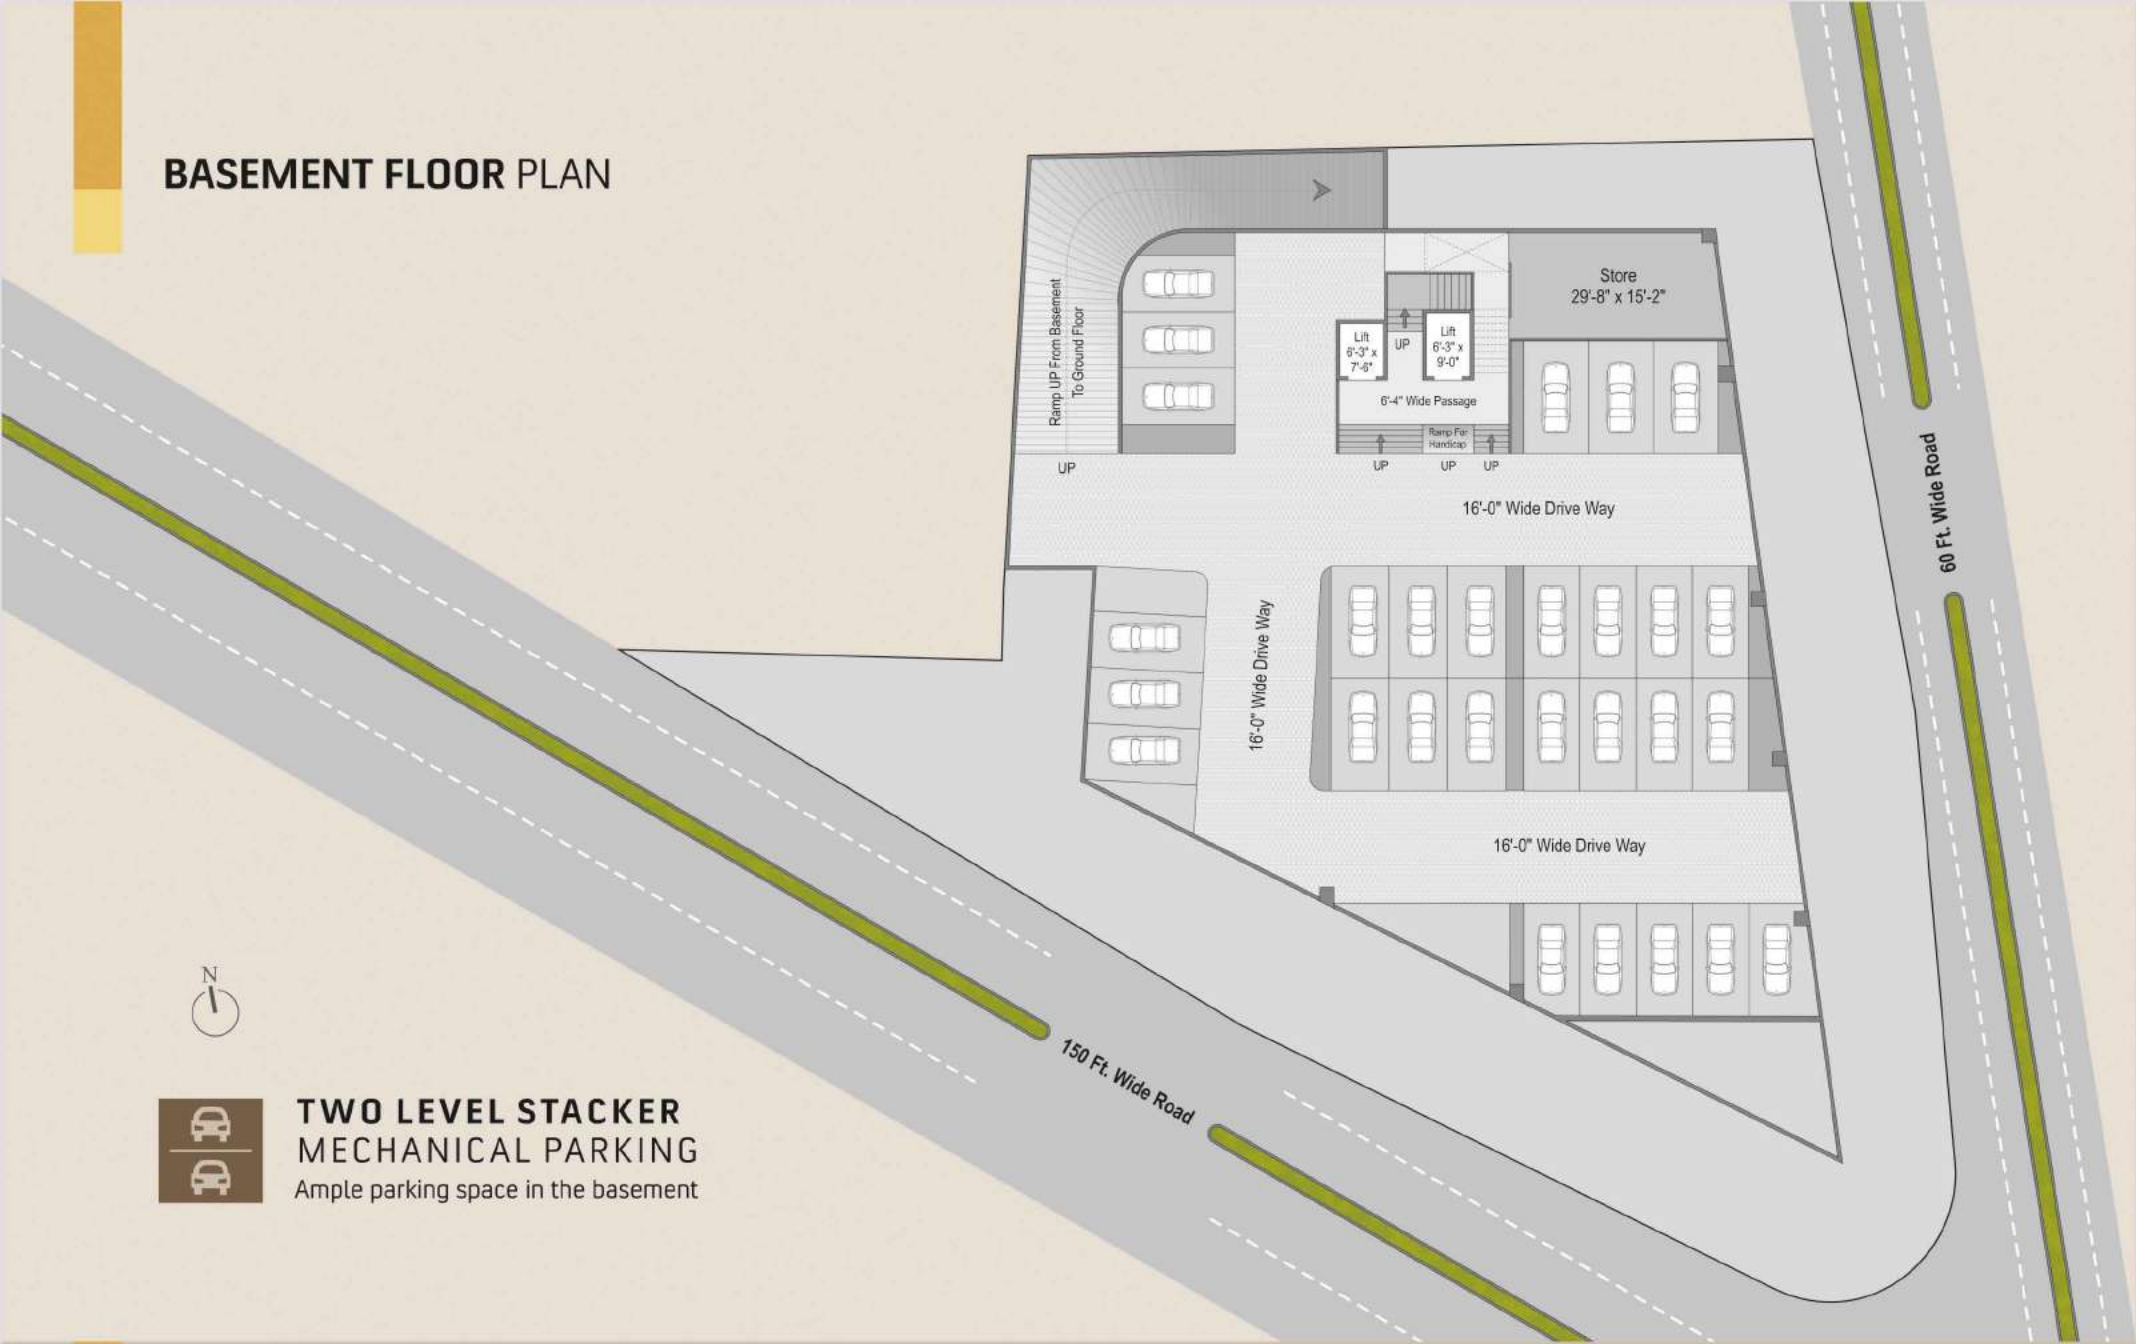 BASEMENT FLOOR PLAN
Ramp UP From Basement
To Ground Floor
UP
Store
29'-8" x 15'-2"
Lift
6'-3" x
7'-6"
UP
Lift
6'-3" x
9'-0"
6'-4" Wide Passage
Ramp For
Handicap
UP
UP
UP
16'-0" Wide Drive Way
16'-0" Wide Drive Way
16'-0" Wide Drive Way
60 Ft. Wide Road
150 Ft. Wide Road
N
TWO LEVEL STACKER
MECHANICAL PARKING
Ample parking space in the basement